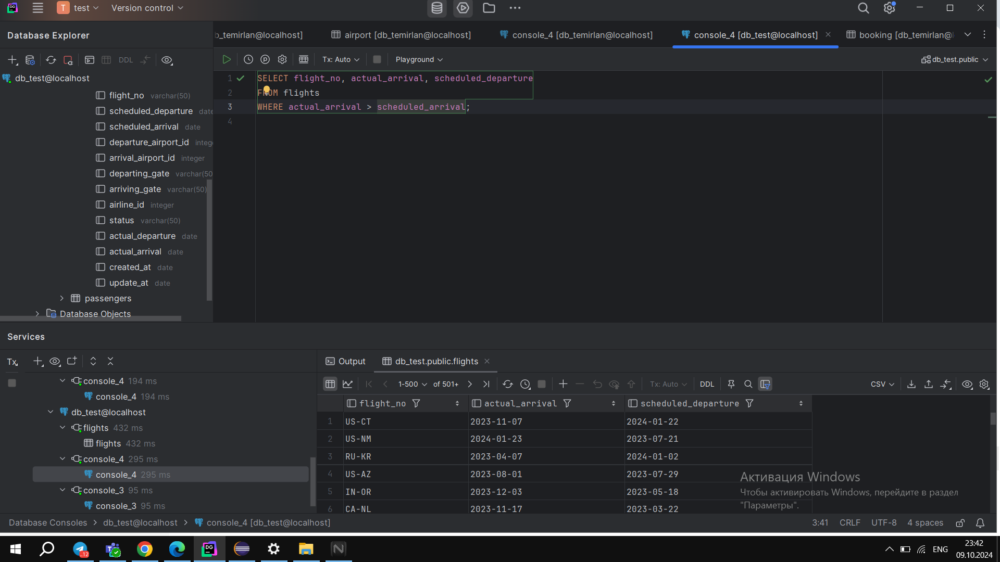 T test Version control
Database Explorer
b_temirlan@localhost] airport [db_temirlan@localhost] console_4 [db_temirlan@localhost] console_4 [db_test@localhost] booking [db_temirlan@l
DDL
Tx: Auto Playground db_test.public
db_test@localhost
flight_no varchar(50)
scheduled_departure date
scheduled_arrival date
departure_airport_id intege
arrival_airport_id integer
departing_gate varchar(50
arriving_gate varchar(50)
airline_id integer
status varchar(50)
actual_departure date
actual_arrival date
created_at date
update_at date
passengers
Database Objects
1 SELECT flight_no, actual_arrival, scheduled_departure
2 FROM flights
3 WHERE actual_arrival > scheduled_arrival;
4
Services
Tx
console_4 194 ms
console_4 194 ms
db_test@localhost
flights 432 ms
flights 432 ms
console_4 295 ms
console_4 295 ms
console_3 95 ms
console_3 95 ms
Output db_test.public.flights
1-500 of 501+ Tx: Auto DDL CSV
flight_no actual_arrival scheduled_departure
1 US-CT 2023-11-07 2024-01-22
2 US-NM 2024-01-23 2023-07-21
3 RU-KR 2023-04-07 2024-01-02
4 US-AZ 2023-08-01 2023-07-29
5 IN-OR 2023-12-03 2023-05-18
6 CA-NL 2023-11-17 2023-03-22
Активация Windows
Чтобы активировать Windows, перейдите в раздел
"Параметры".
Database Consoles > db_test@localhost > console_4 [db_test@localhost]
3:41 CRLF UTF-8 4 spaces
..12
DG
N
ENG
23:42
09.10.2024